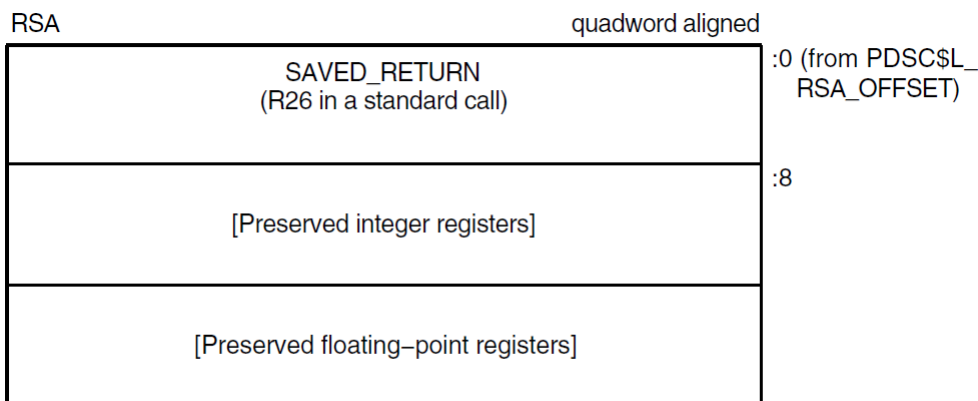 RSA
quadword aligned
SAVED_RETURN
(R26 in a standard call)
:0 (from PDSC$L_
RSA_OFFSET)
:8
[Preserved integer registers]
[Preserved floating–point registers]